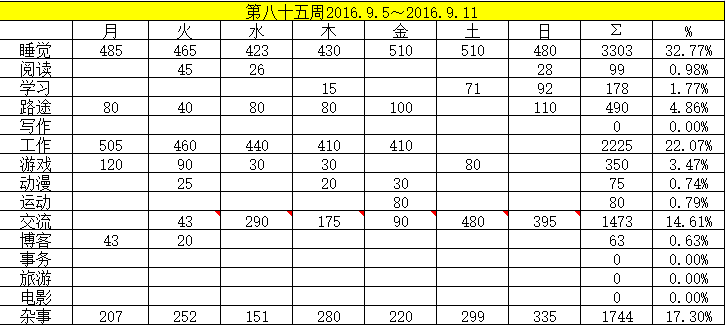 第八十五周2016.9.5～2016.9.11
月 火 水 木 金 土 日 Σ %
睡觉 485 465 423 430 510 510 480 3303 32.77%
阅读 45 26 28 99 0.98%
学习 15 71 92 178 1.77%
路途 80 40 80 80 100 110 490 4.86%
写作 0 0.00%
工作 505 460 440 410 410 2225 22.07%
游戏 120 90 30 30 80 350 3.47%
动漫 25 20 30 75 0.74%
运动 80 80 0.79%
交流 43 290 175 90 480 395 1473 14.61%
博客 43 20 63 0.63%
事务 0 0.00%
旅游 0 0.00%
电影 0 0.00%
杂事 207 252 151 280 220 299 335 1744 17.30%